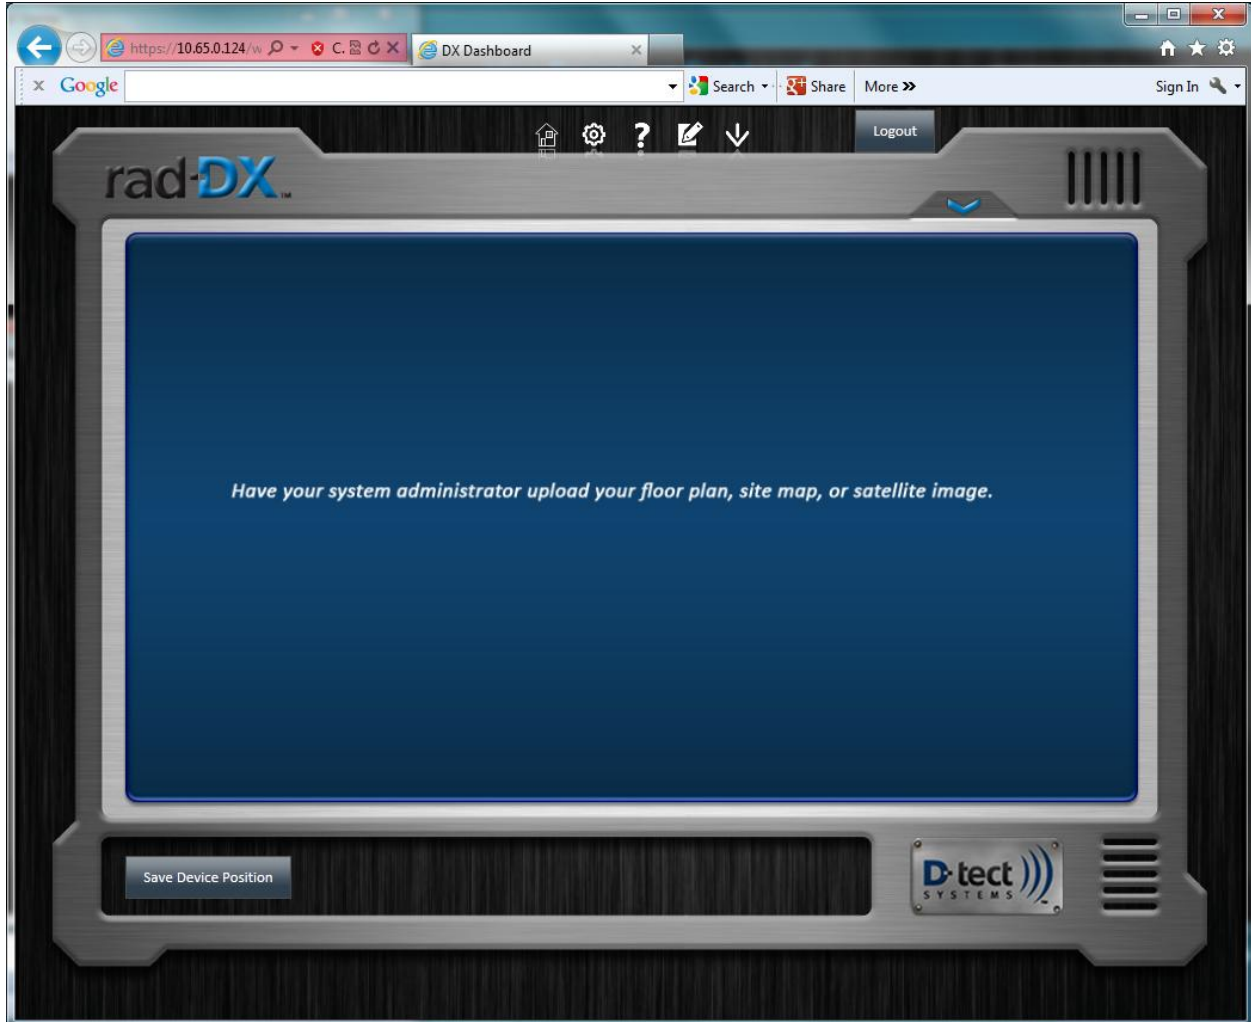 https://10.65.0.124/w
C.
DX Dashboard
Google
Search
Share
More »
Sign In
Logout
rad-DX™
Have your system administrator upload your floor plan, site map, or satellite image.
Save Device Position
D-tect
SYSTEMS